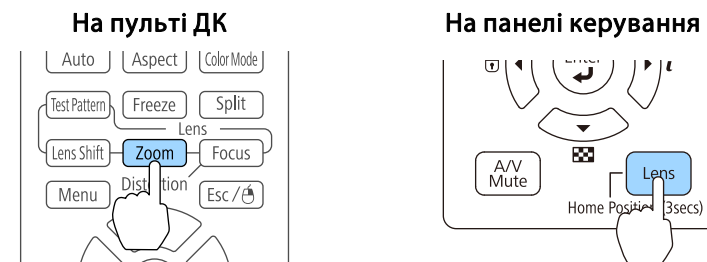 На пульті ДК
На панелі керування
Auto Aspect Color Mode
Test Pattern Freeze Split
Lens
Lens Shift Zoom Focus
Menu Esc /
Enter
i
A/V
Mute
Lens
Home (3secs)